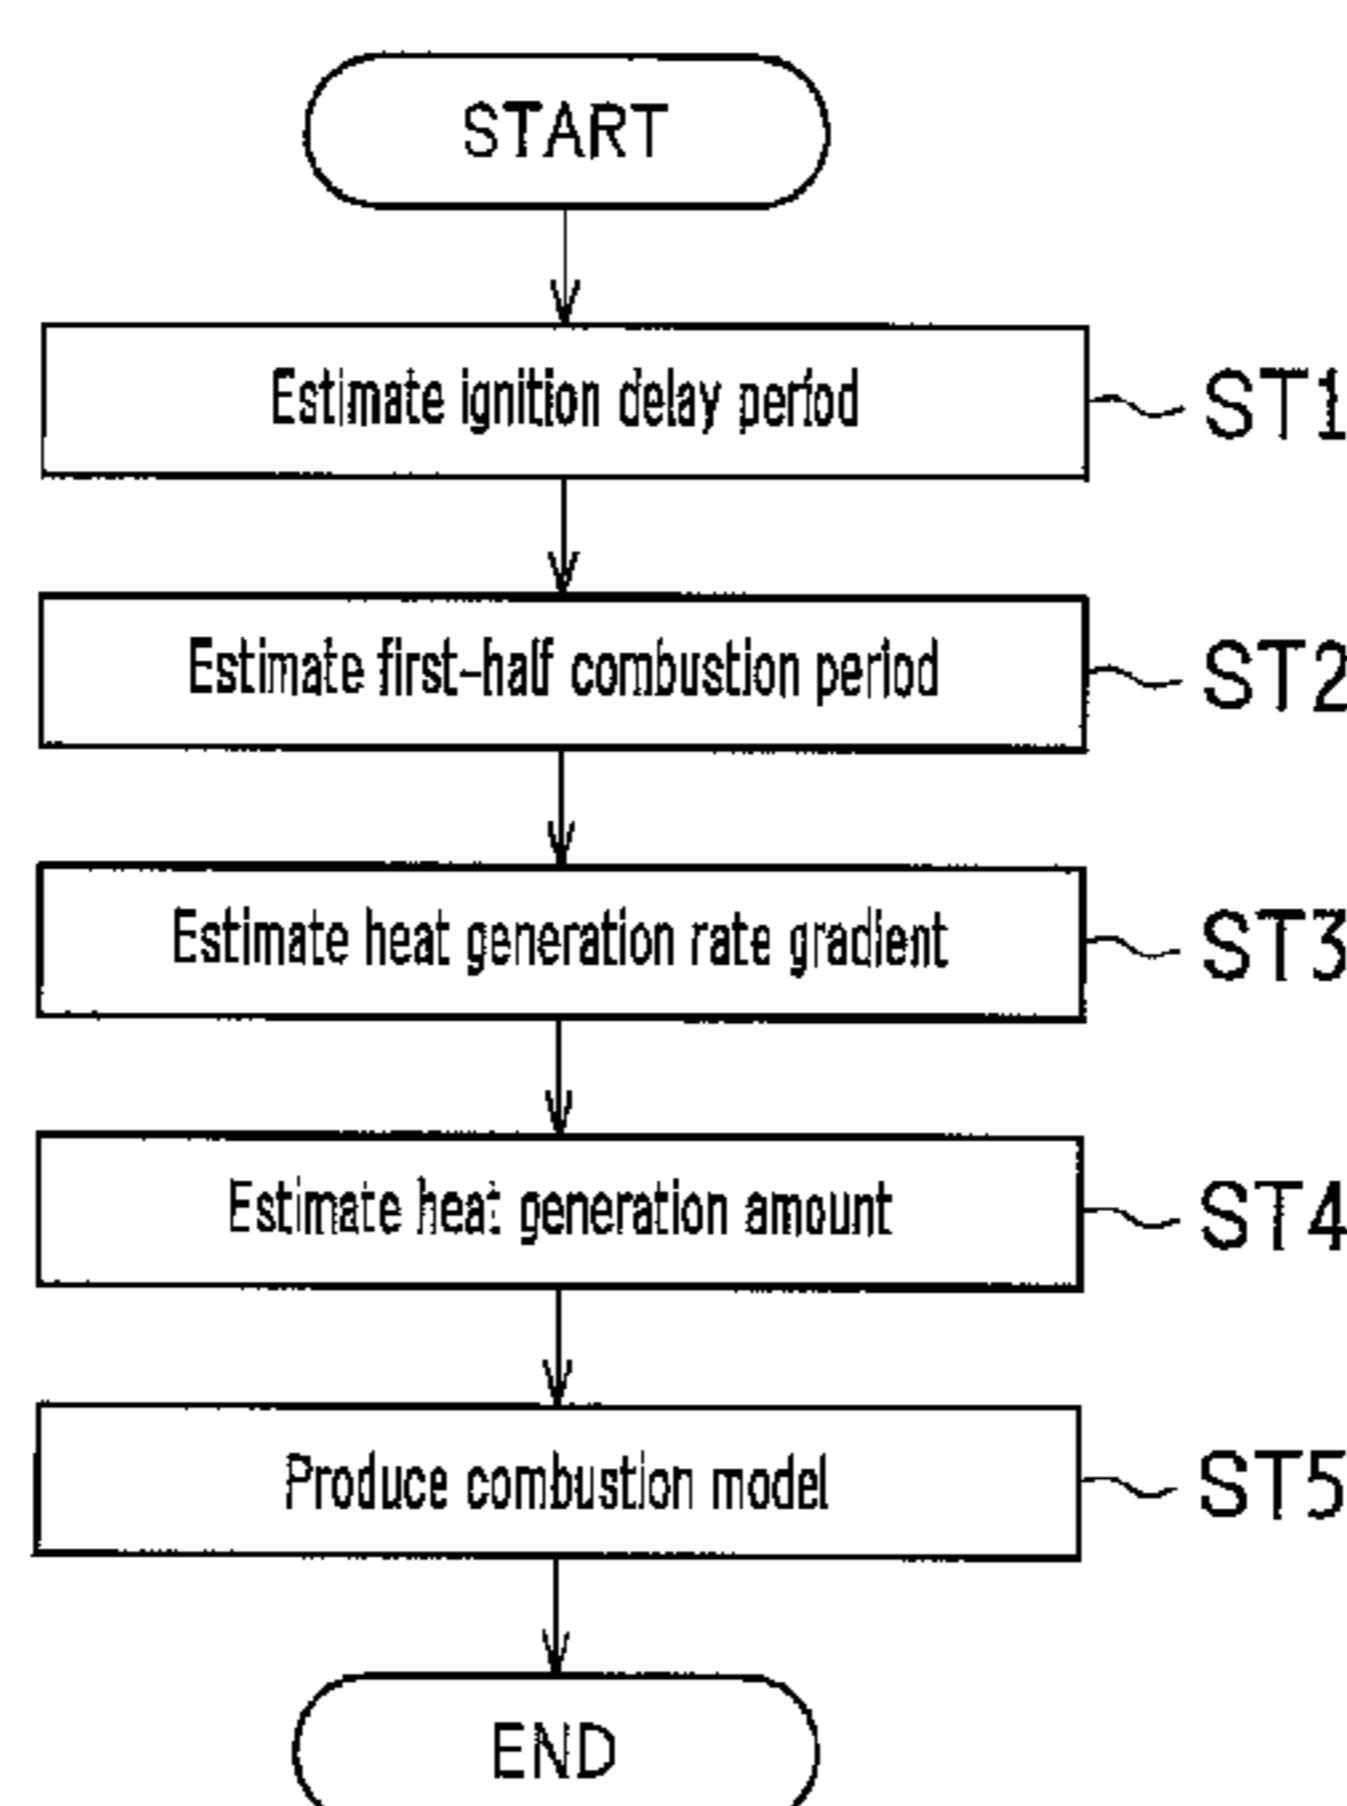 START
Estimate ignition delay period
ST1
Estimate first-half combustion period
ST2
Estimate heat generation rate gradient
ST3
Estimate heat generation amount
ST4
Produce combustion model
ST5
END